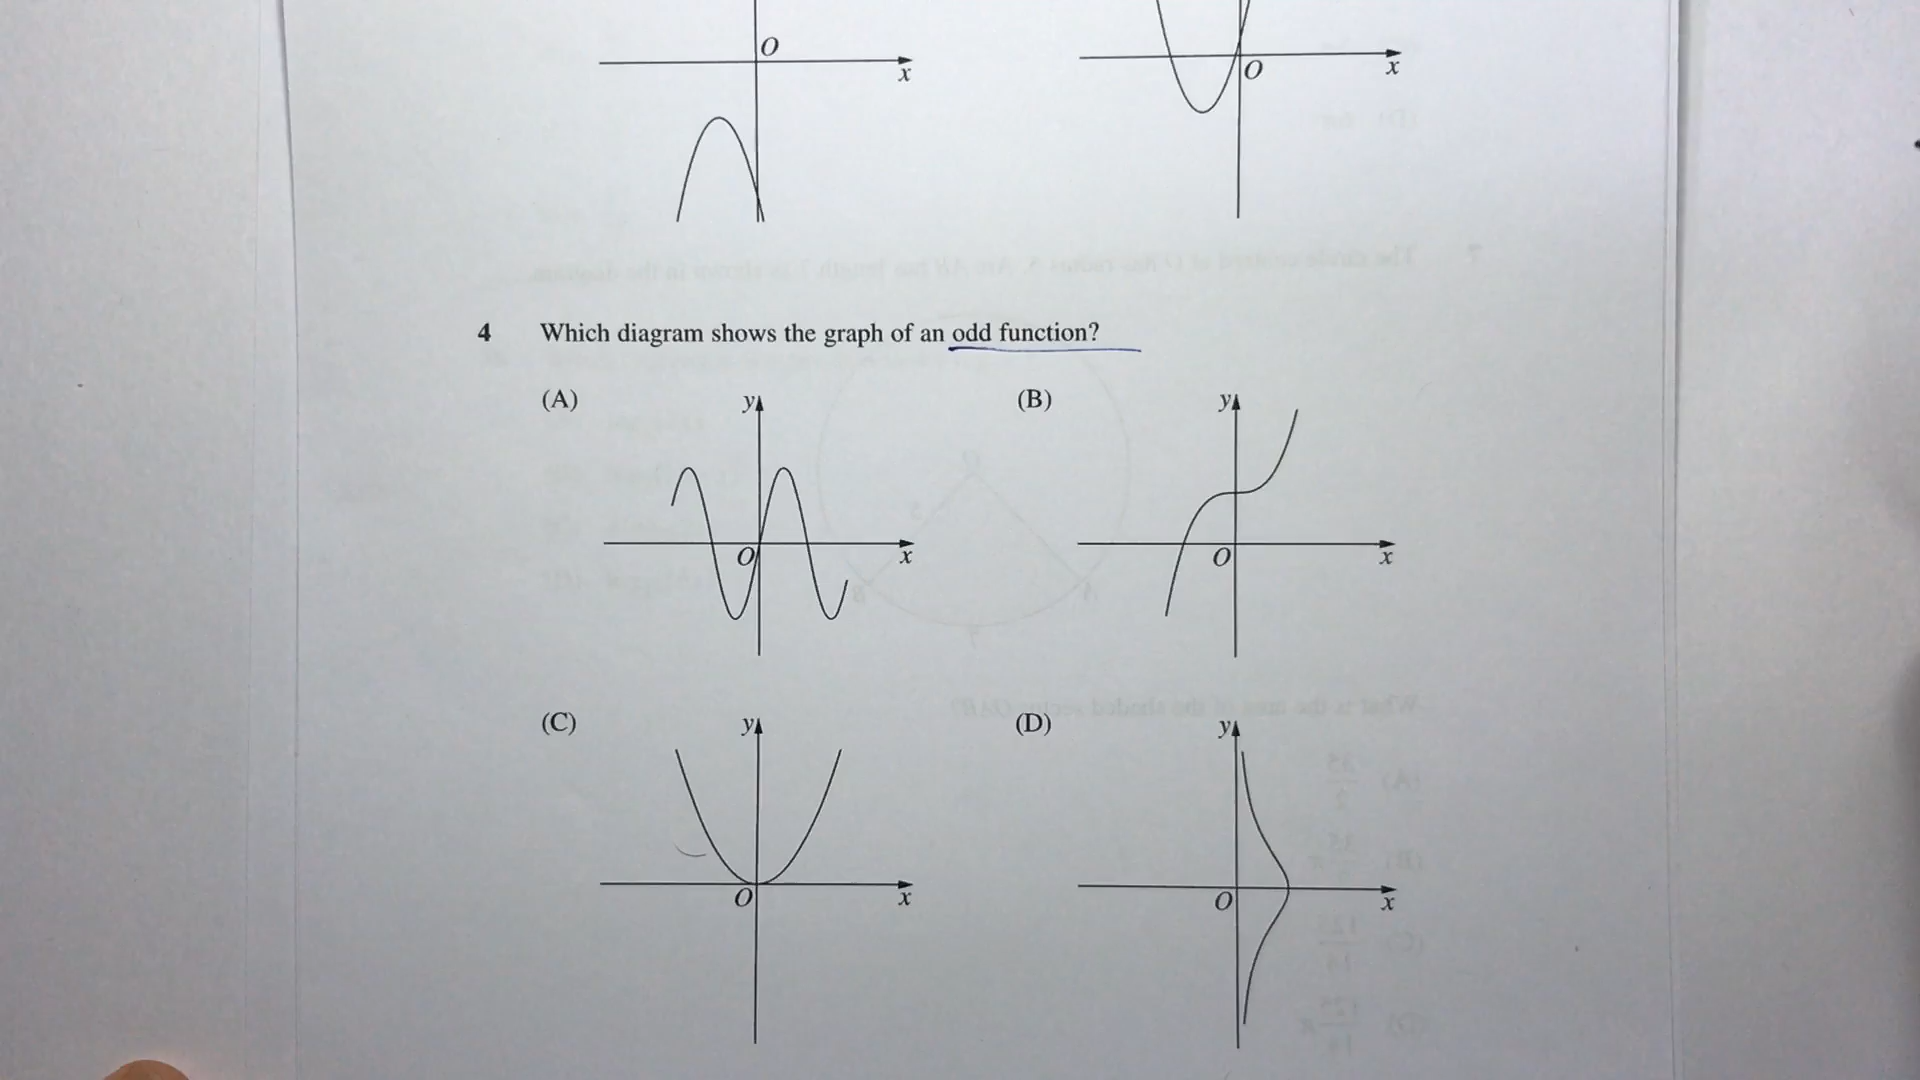 O
x
O
x
4 Which diagram shows the graph of an odd function?
(A) y (B) y
O x O x
(C) y (D) y
O x O x